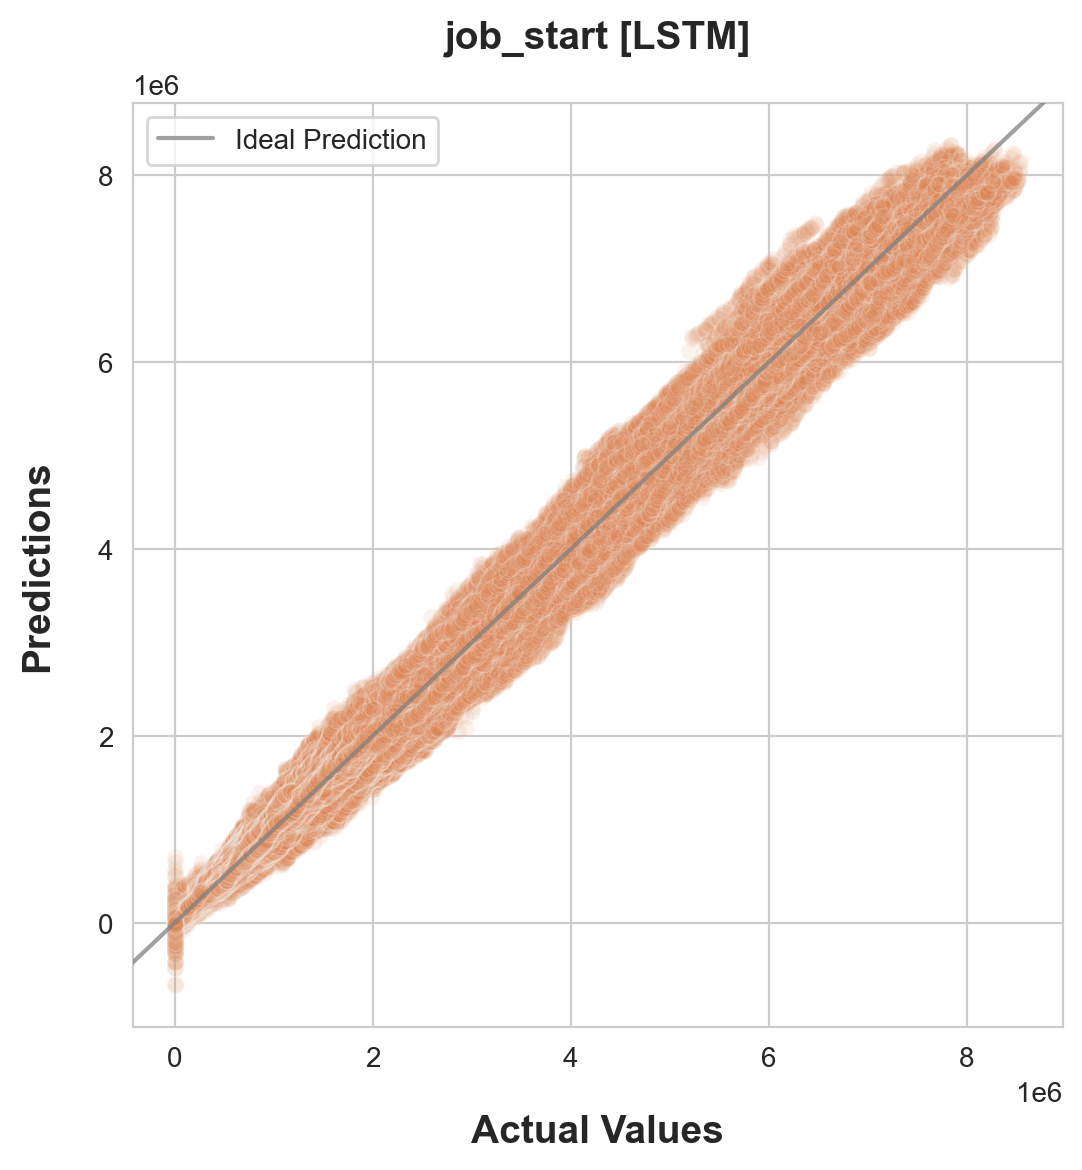 job_start [LSTM]
1e6
Ideal Prediction
8
6
4
2
0
Predictions
0 2 4 6 8
1e6
Actual Values